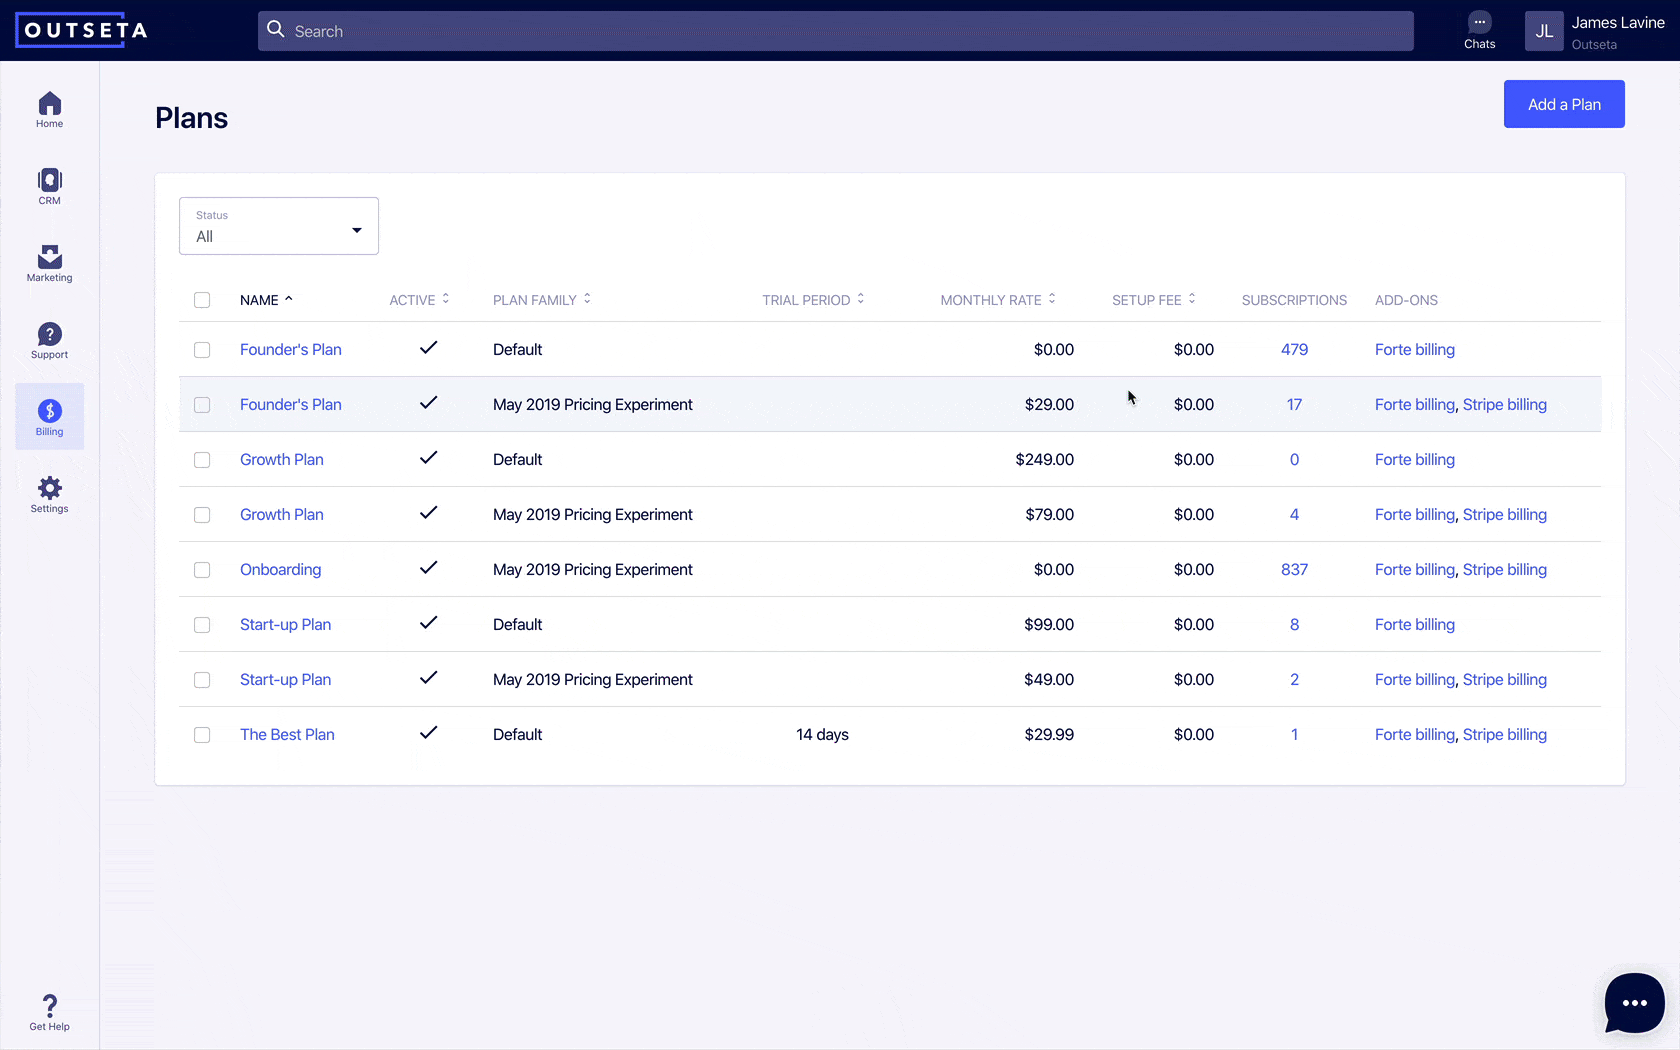 OUTSETA
Search
Chats
JL
James Lavine
Outseta
Home
CRM
Marketing
Support
Billing
Settings
Get Help
Plans
Add a Plan
Status
All
NAME ACTIVE PLAN FAMILY TRIAL PERIOD MONTHLY RATE SETUP FEE SUBSCRIPTIONS ADD-ONS
Founder's Plan Default $0.00 $0.00 479 Forte billing
Founder's Plan May 2019 Pricing Experiment $29.00 $0.00 17 Forte billing, Stripe billing
Growth Plan Default $249.00 $0.00 0 Forte billing
Growth Plan May 2019 Pricing Experiment $79.00 $0.00 4 Forte billing, Stripe billing
Onboarding May 2019 Pricing Experiment $0.00 $0.00 837 Forte billing, Stripe billing
Start-up Plan Default $99.00 $0.00 8 Forte billing
Start-up Plan May 2019 Pricing Experiment $49.00 $0.00 2 Forte billing, Stripe billing
The Best Plan Default 14 days $29.99 $0.00 1 Forte billing, Stripe billing